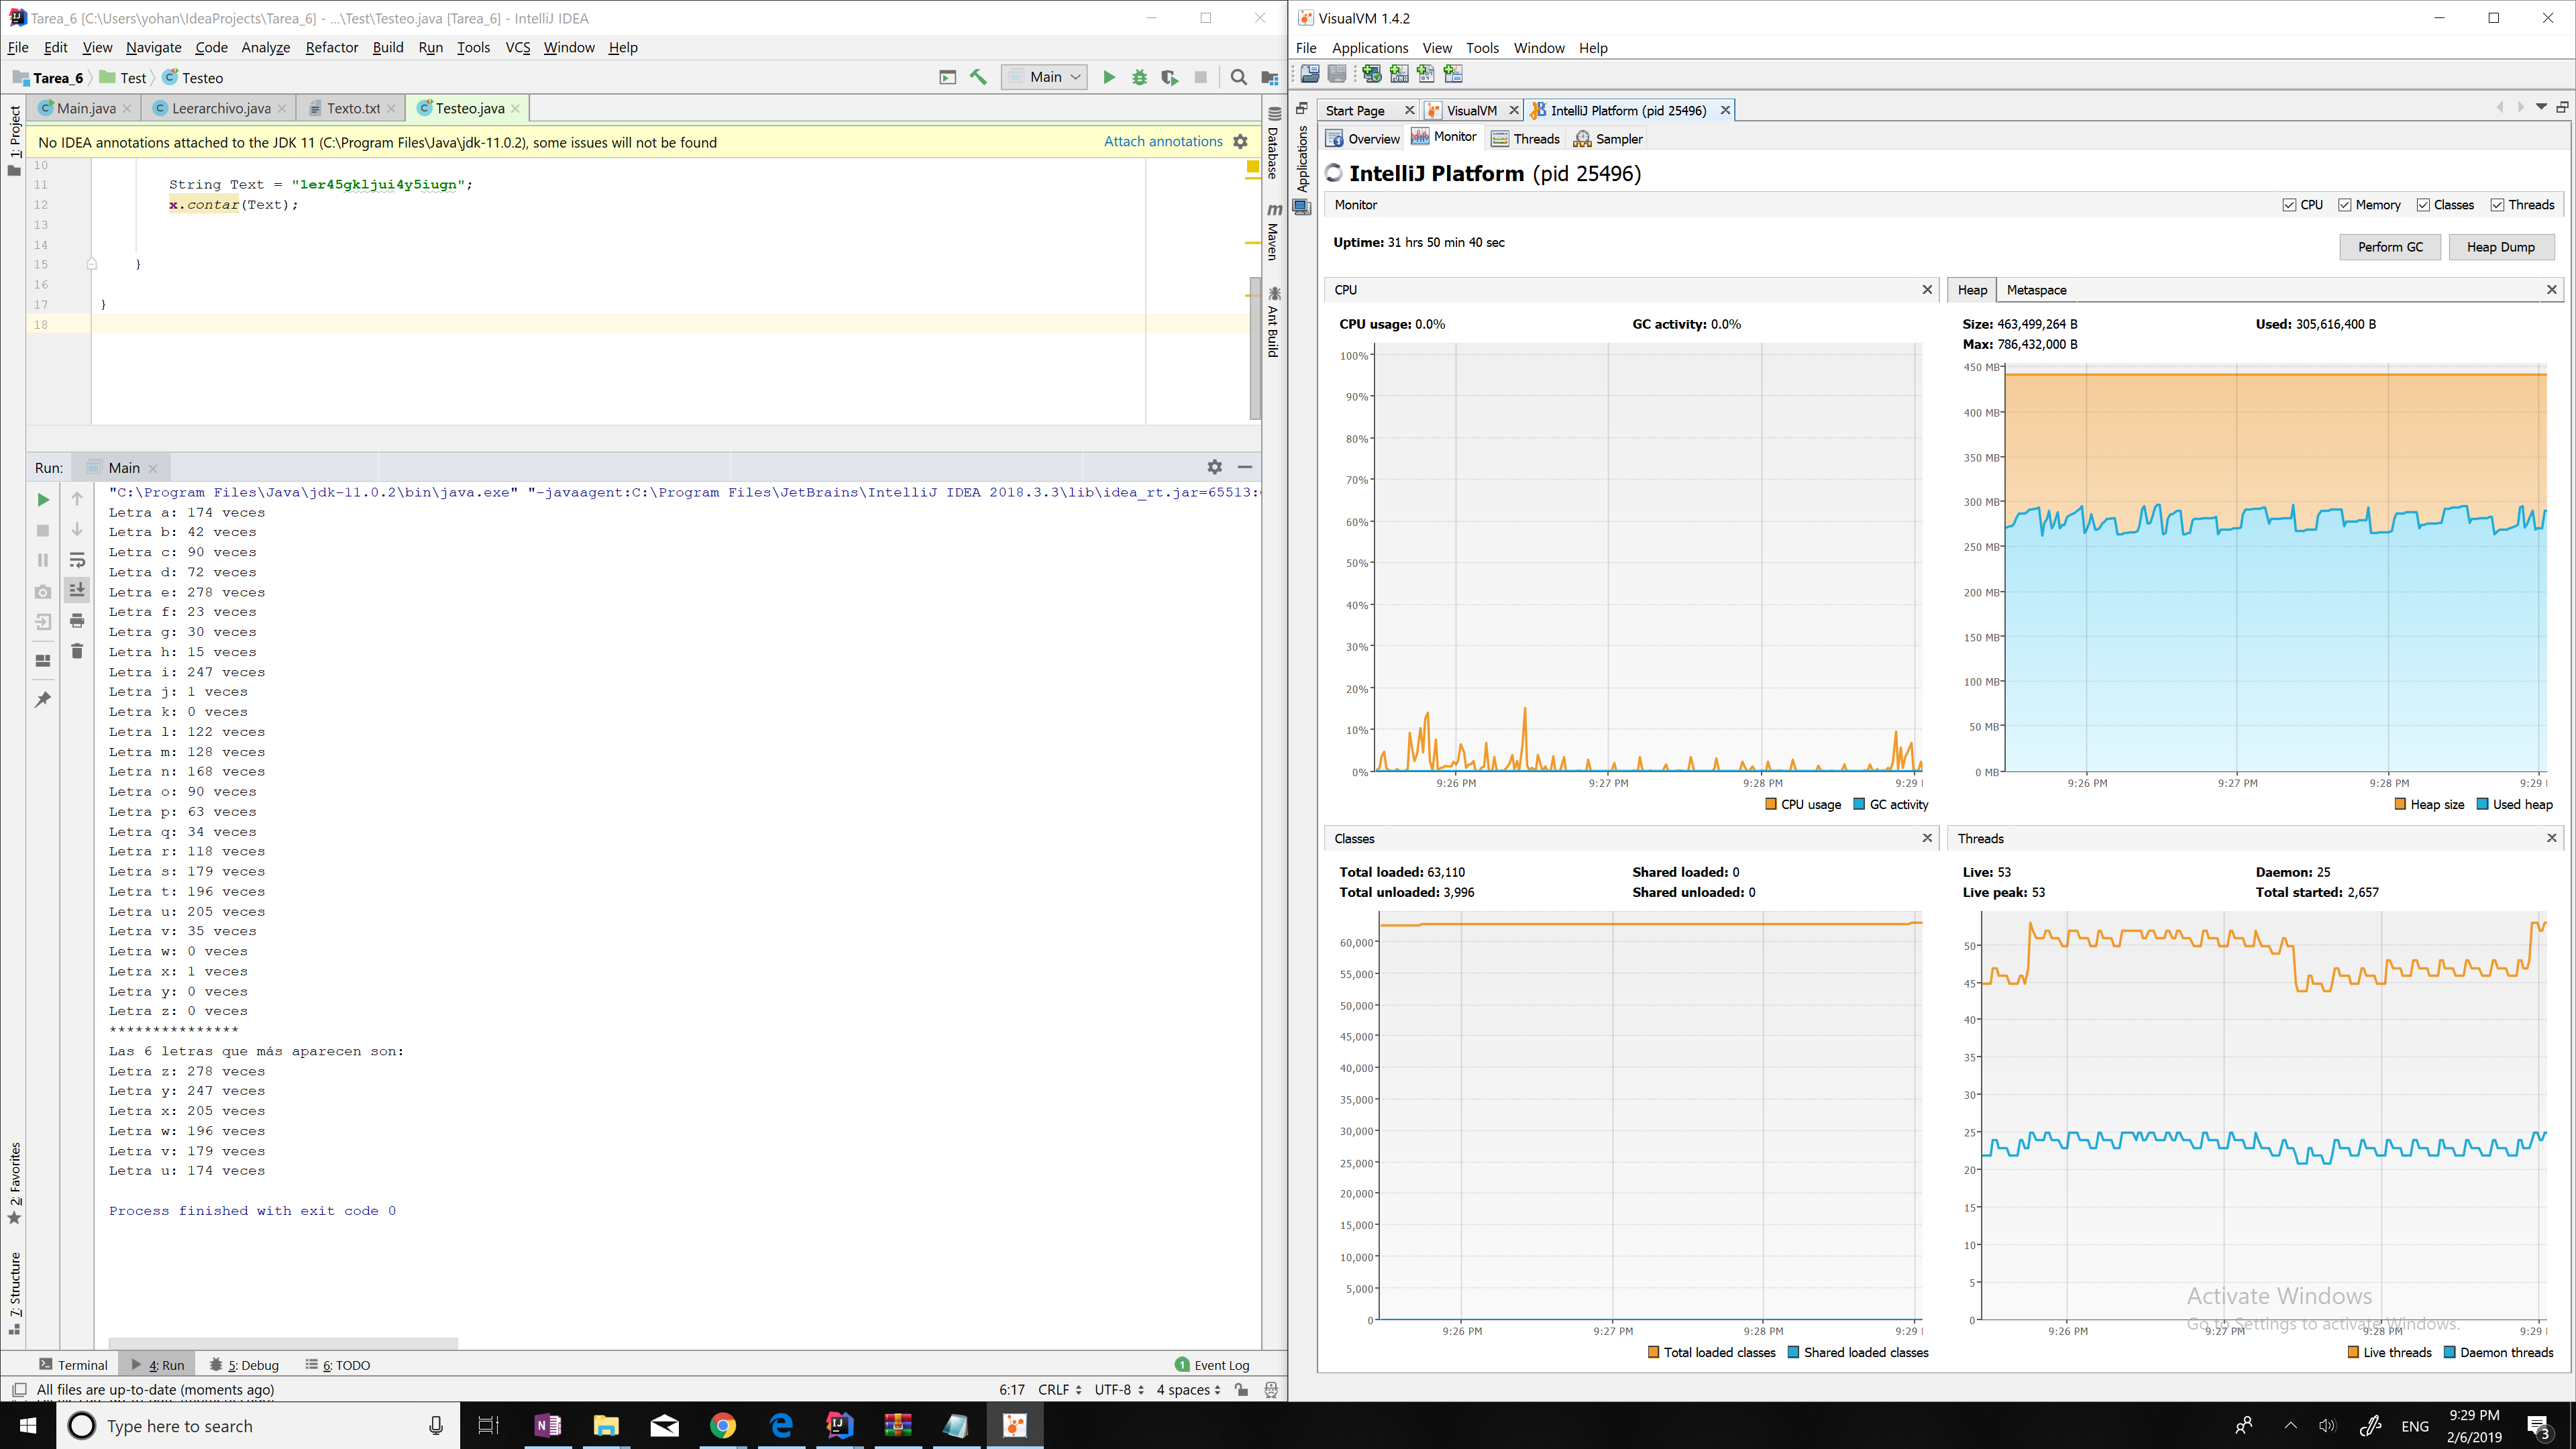 Tarea_6 [C:\Users\yohan\IdeaProjects\Tarea_6] - ...\Test\Testeo.java [Tarea_6] - IntelliJ IDEA
File Edit View Navigate Code Analyze Refactor Build Run Tools VCS Window Help
Tarea_6 Test Testeo Main
Main.java Leerarchivo.java Texto.txt Testeo.java
No IDEA annotations attached to the JDK 11 (C:\Program Files\Java\jdk-11.0.2), some issues will not be found Attach annotations
1: Project
2: Favorites
7: Structure
Database
Maven
Ant Build
10
11 String Text = "1er45gkljui4y5iugn";
12 x.contar(Text);
13
14
15 }
16
17 }
18
Run: Main
"C:\Program Files\Java\jdk-11.0.2\bin\java.exe" "-javaagent:C:\Program Files\JetBrains\IntelliJ IDEA 2018.3.3\lib\idea_rt.jar=65513:
Letra a: 174 veces
Letra b: 42 veces
Letra c: 90 veces
Letra d: 72 veces
Letra e: 278 veces
Letra f: 23 veces
Letra g: 30 veces
Letra h: 15 veces
Letra i: 247 veces
Letra j: 1 veces
Letra k: 0 veces
Letra l: 122 veces
Letra m: 128 veces
Letra n: 168 veces
Letra o: 90 veces
Letra p: 63 veces
Letra q: 34 veces
Letra r: 118 veces
Letra s: 179 veces
Letra t: 196 veces
Letra u: 205 veces
Letra v: 35 veces
Letra w: 0 veces
Letra x: 1 veces
Letra y: 0 veces
Letra z: 0 veces
***************
Las 6 letras que más aparecen son:
Letra z: 278 veces
Letra y: 247 veces
Letra x: 205 veces
Letra w: 196 veces
Letra v: 179 veces
Letra u: 174 veces
Process finished with exit code 0
Terminal 4: Run 5: Debug 6: TODO 1 Event Log
All files are up-to-date (moments ago) 6:17 CRLF UTF-8 4 spaces
VisualVM 1.4.2
File Applications View Tools Window Help
Applications
Start Page VisualVM IntelliJ Platform (pid 25496)
Overview Monitor Threads Sampler
IntelliJ Platform (pid 25496)
Monitor CPU Memory Classes Threads
Uptime: 31 hrs 50 min 40 sec Perform GC Heap Dump
CPU
CPU usage: 0.0% GC activity: 0.0%
100%
90%
80%
70%
60%
50%
40%
30%
20%
10%
0%
9:26 PM 9:27 PM 9:28 PM 9:29
CPU usage GC activity
Heap Metaspace
Size: 463,499,264 B Used: 305,616,400 B
Max: 786,432,000 B
450 MB
400 MB
350 MB
300 MB
250 MB
200 MB
150 MB
100 MB
50 MB
0 MB
9:26 PM 9:27 PM 9:28 PM 9:29
Heap size Used heap
Classes
Total loaded: 63,110 Shared loaded: 0
Total unloaded: 3,996 Shared unloaded: 0
60,000
55,000
50,000
45,000
40,000
35,000
30,000
25,000
20,000
15,000
10,000
5,000
0
9:26 PM 9:27 PM 9:28 PM 9:29
Total loaded classes Shared loaded classes
Threads
Live: 53 Daemon: 25
Live peak: 53 Total started: 2,657
50
45
40
35
30
25
20
15
10
5
0
9:26 PM 9:27 PM 9:28 PM 9:29
Live threads Daemon threads
Activate Windows
Go to Settings to activate Windows.
Type here to search
ENG 9:29 PM
2/6/2019
3